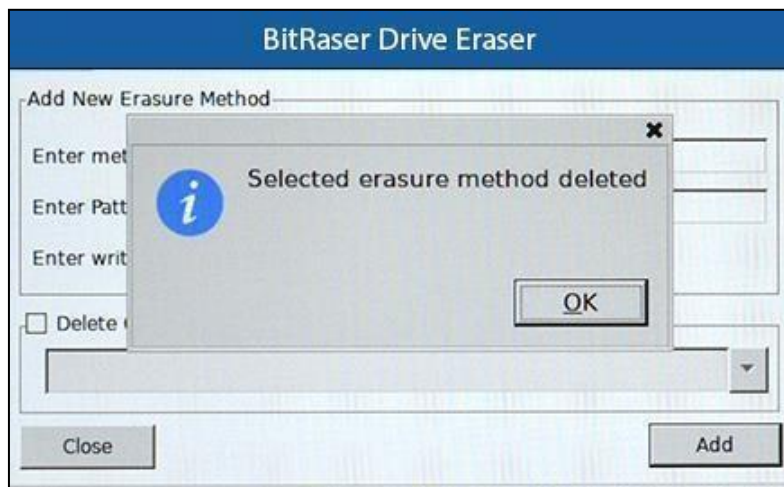 BitRaser Drive Eraser
Add New Erasure Method
Enter met
Selected erasure method deleted
Enter Patt
Enter writ
OK
Delete
Close
Add